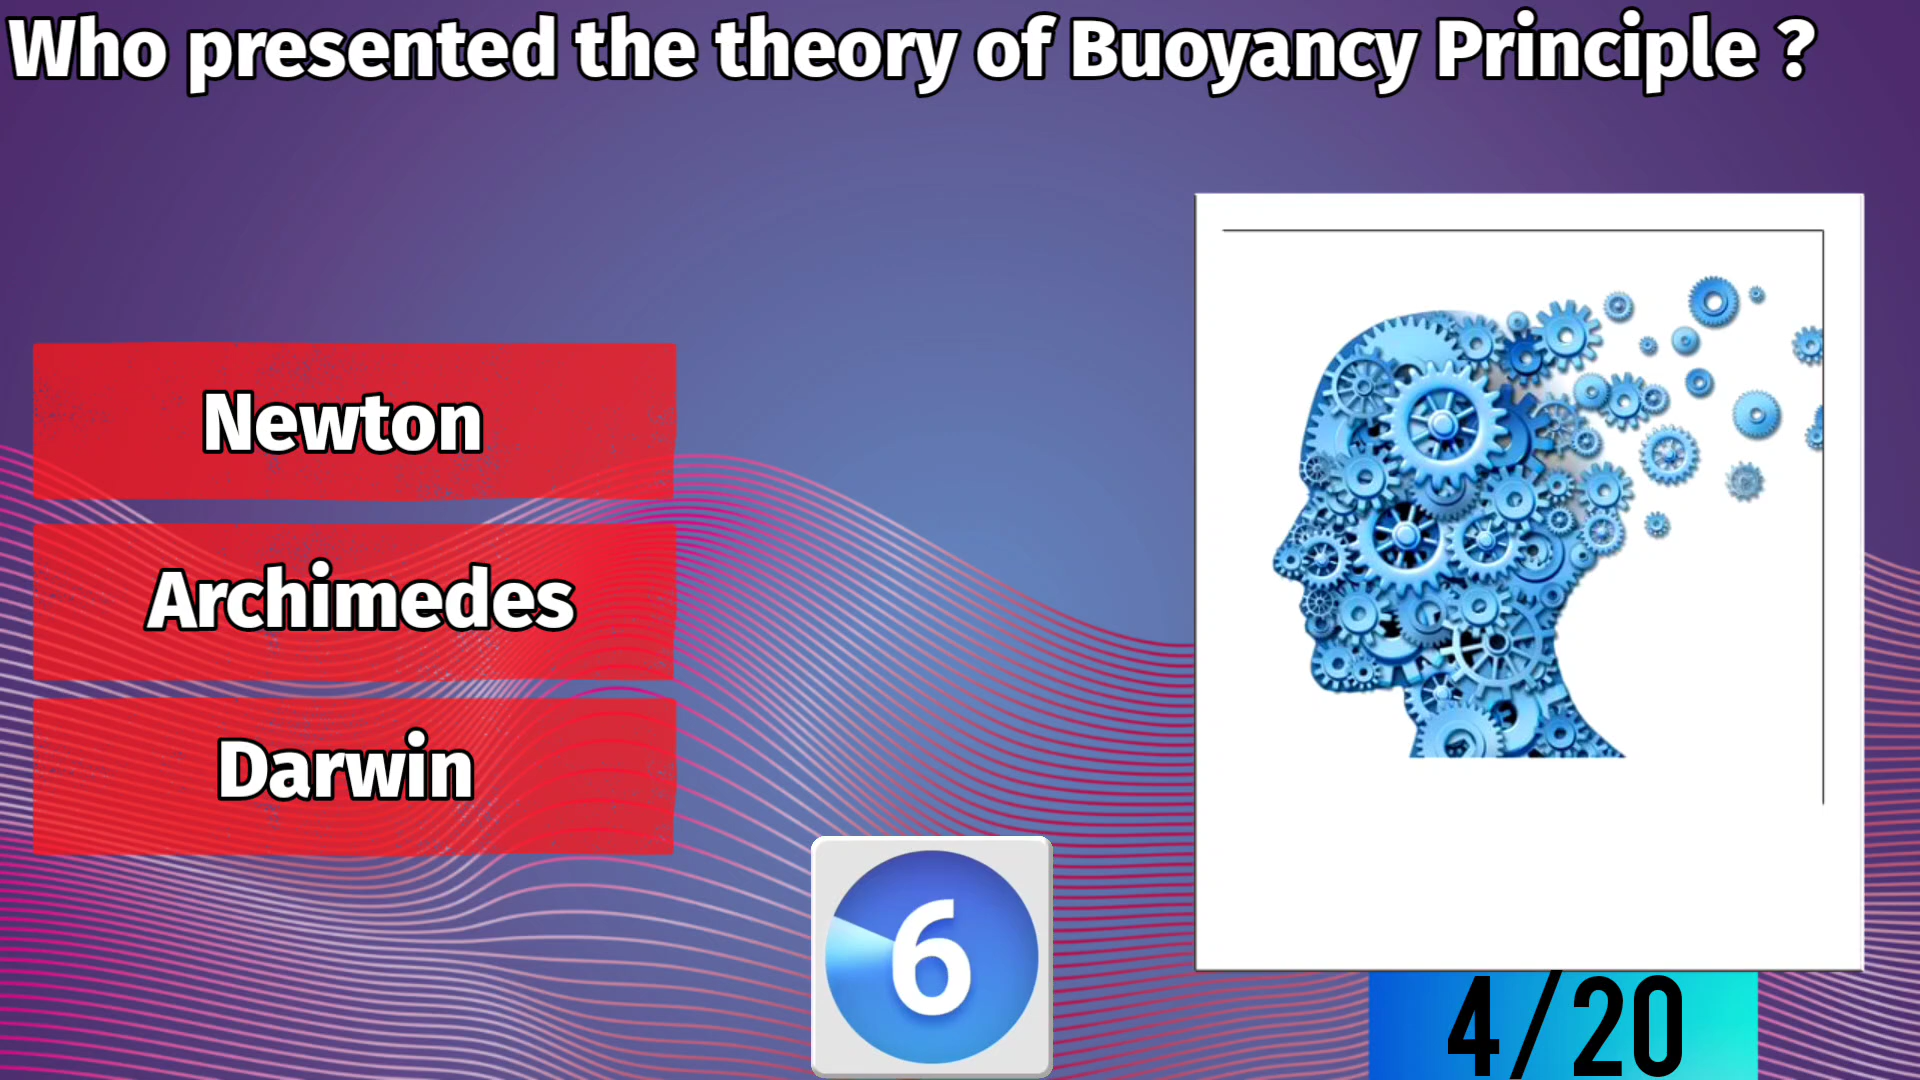 Who presented the theory of Buoyancy Principle ?
Newton
Archimedes
Darwin
6
4/20